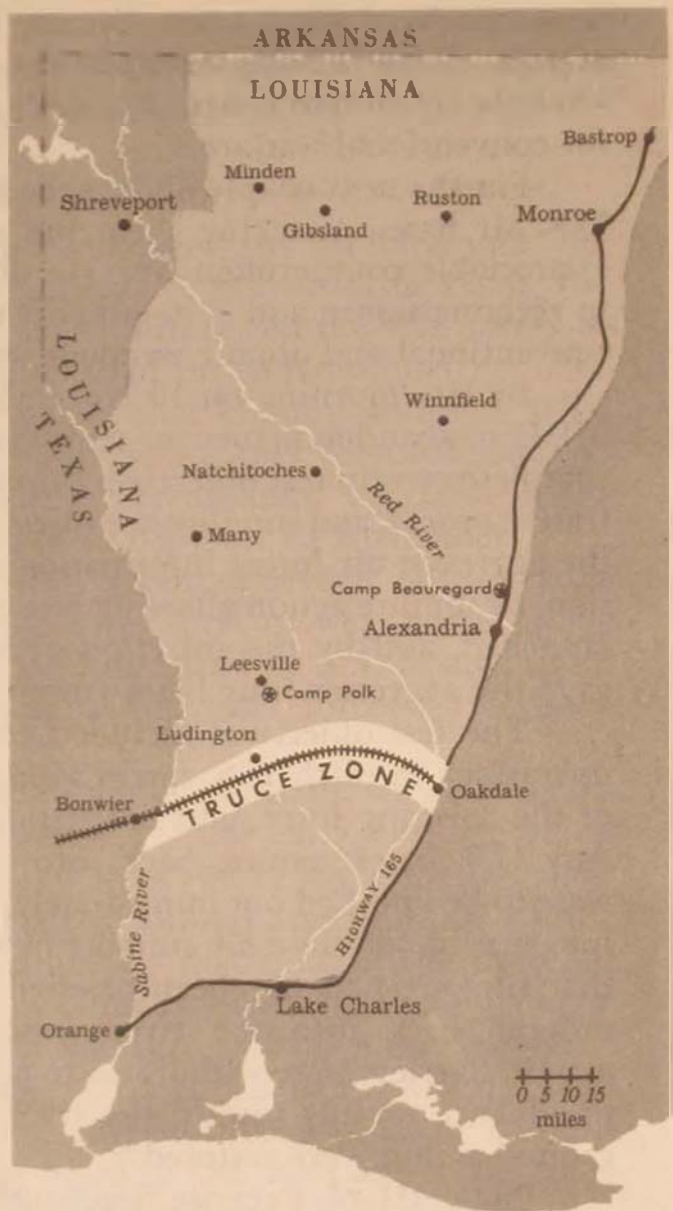 ARKANSAS
LOUISIANA
Bastrop
Minden
Shreveport
Gibsland
Ruston
Monroe
LOUISIANA
TEXAS
Winnfield
Natchitoches
Red River
Many
Camp Beauregard
Alexandria
Leesville
Camp Polk
Ludington
TRUCE ZONE
Oakdale
Bonwier
HIGHWAY 165
Sabine River
Lake Charles
Orange
0 5 10 15
miles